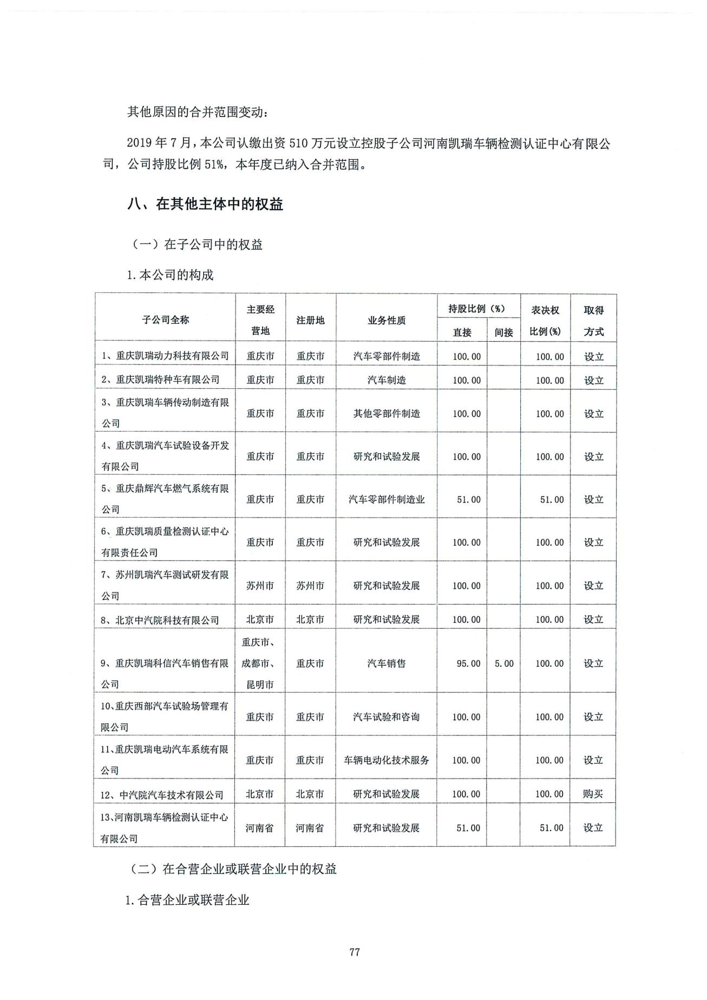 其他原因的合并范围变动：
2019 年 7 月，本公司认缴出资 510 万元设立控股子公司河南凯瑞车辆检测认证中心有限公
司，公司持股比例 51%，本年度已纳入合并范围。
八、在其他主体中的权益
（一）在子公司中的权益
1.本公司的构成
子公司全称 主要经营地 注册地 业务性质 持股比例（%） 表决权比例(%) 取得方式
直接 间接
1、重庆凯瑞动力科技有限公司 重庆市 重庆市 汽车零部件制造 100.00 100.00 设立
2、重庆凯瑞特种车有限公司 重庆市 重庆市 汽车制造 100.00 100.00 设立
3、重庆凯瑞车辆传动制造有限
公司 重庆市 重庆市 其他零部件制造 100.00 100.00 设立
4、重庆凯瑞汽车试验设备开发
有限公司 重庆市 重庆市 研究和试验发展 100.00 100.00 设立
5、重庆鼎辉汽车燃气系统有限
公司 重庆市 重庆市 汽车零部件制造业 51.00 51.00 设立
6、重庆凯瑞质量检测认证中心
有限责任公司 重庆市 重庆市 研究和试验发展 100.00 100.00 设立
7、苏州凯瑞汽车测试研发有限
公司 苏州市 苏州市 研究和试验发展 100.00 100.00 设立
8、北京中汽院科技有限公司 北京市 北京市 研究和试验发展 100.00 100.00 设立
9、重庆凯瑞科信汽车销售有限
公司 重庆市、成都市、昆明市 重庆市 汽车销售 95.00 5.00 100.00 设立
10、重庆西部汽车试验场管理有
限公司 重庆市 重庆市 汽车试验和咨询 100.00 100.00 设立
11、重庆凯瑞电动汽车系统有限
公司 重庆市 重庆市 车辆电动化技术服务 100.00 100.00 设立
12、中汽院汽车技术有限公司 北京市 北京市 研究和试验发展 100.00 100.00 购买
13、河南凯瑞车辆检测认证中心
有限公司 河南省 河南省 研究和试验发展 51.00 51.00 设立
（二）在合营企业或联营企业中的权益
1.合营企业或联营企业
77